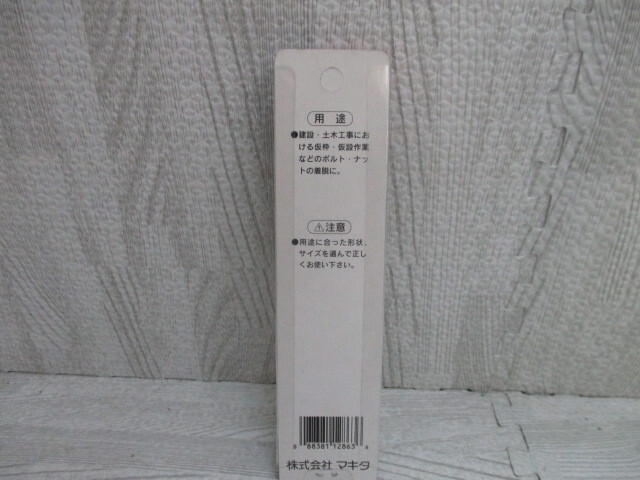 用途
●建設・土木工事にお
ける仮枠・仮設作業
などのボルト・ナッ
トの着脱に。
⚠注意
●用途に合った形状、
サイズを選んで正し
くお使い下さい。
0 88381 12863 4
株式会社 マキタ